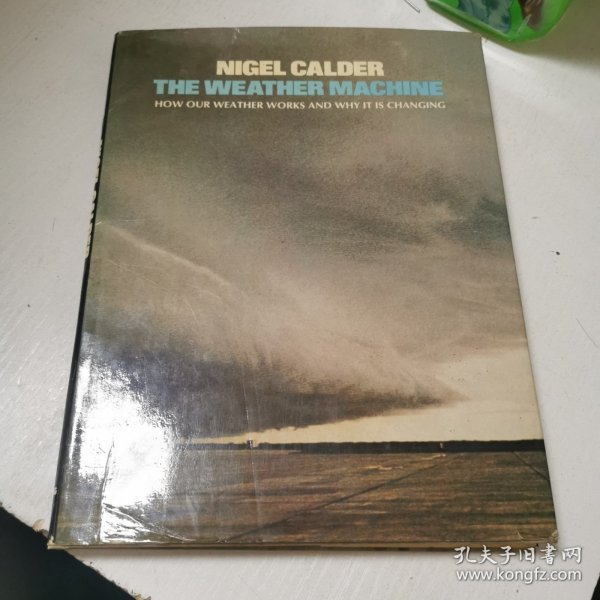 NIGEL CALDER
THE WEATHER MACHINE
HOW OUR WEATHER WORKS AND WHY IT IS CHANGING
孔夫子旧书网
www.kongfz.com